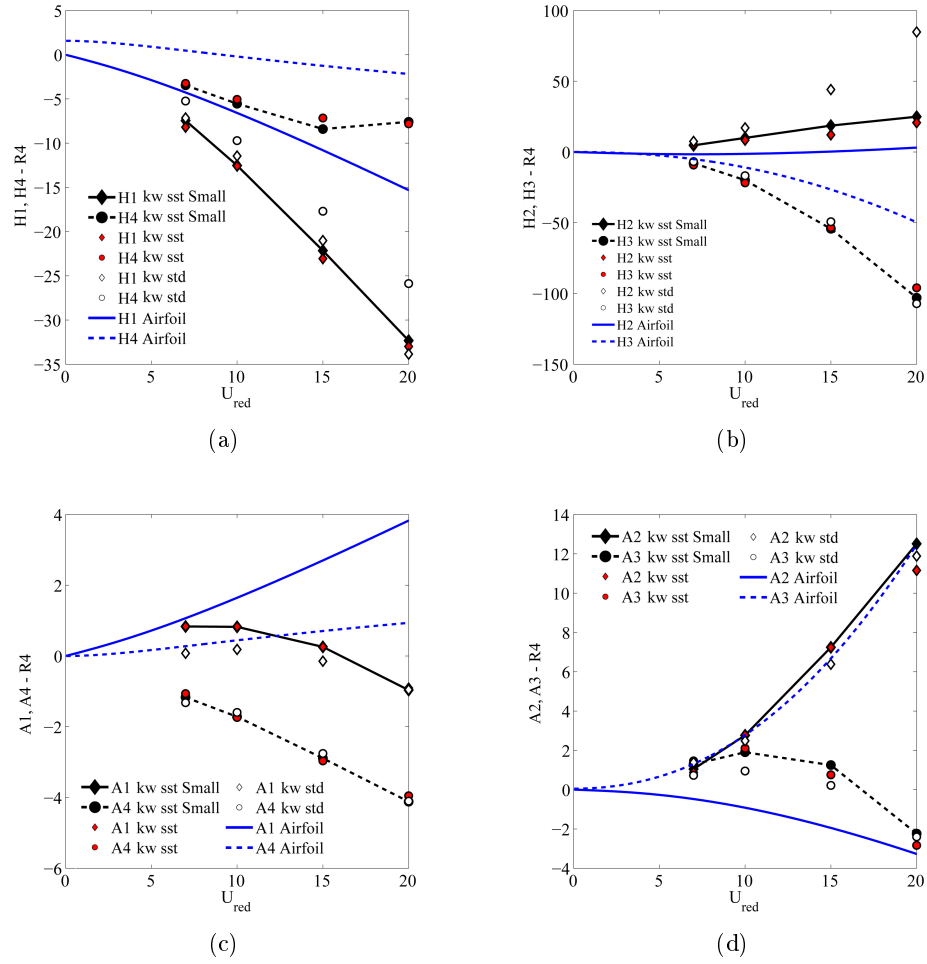 5
0
−5
−10
−15
−20
−25
−30
−35
0 5 10 15 20
H1, H4 - R4
U_red
H1 kw sst Small
H4 kw sst Small
H1 kw sst
H4 kw sst
H1 kw std
H4 kw std
H1 Airfoil
H4 Airfoil
(a)
100
50
0
−50
−100
−150
0 5 10 15 20
H2, H3 - R4
U_red
H2 kw sst Small
H3 kw sst Small
H2 kw sst
H3 kw sst
H2 kw std
H3 kw std
H2 Airfoil
H3 Airfoil
(b)
4
2
0
−2
−4
−6
0 5 10 15 20
A1, A4 - R4
U_red
A1 kw sst Small
A4 kw sst Small
A1 kw sst
A4 kw sst
A1 kw std
A4 kw std
A1 Airfoil
A4 Airfoil
(c)
14
12
10
8
6
4
2
0
−2
−4
0 5 10 15 20
A2, A3 - R4
U_red
A2 kw sst Small
A3 kw sst Small
A2 kw sst
A3 kw sst
A2 kw std
A3 kw std
A2 Airfoil
A3 Airfoil
(d)